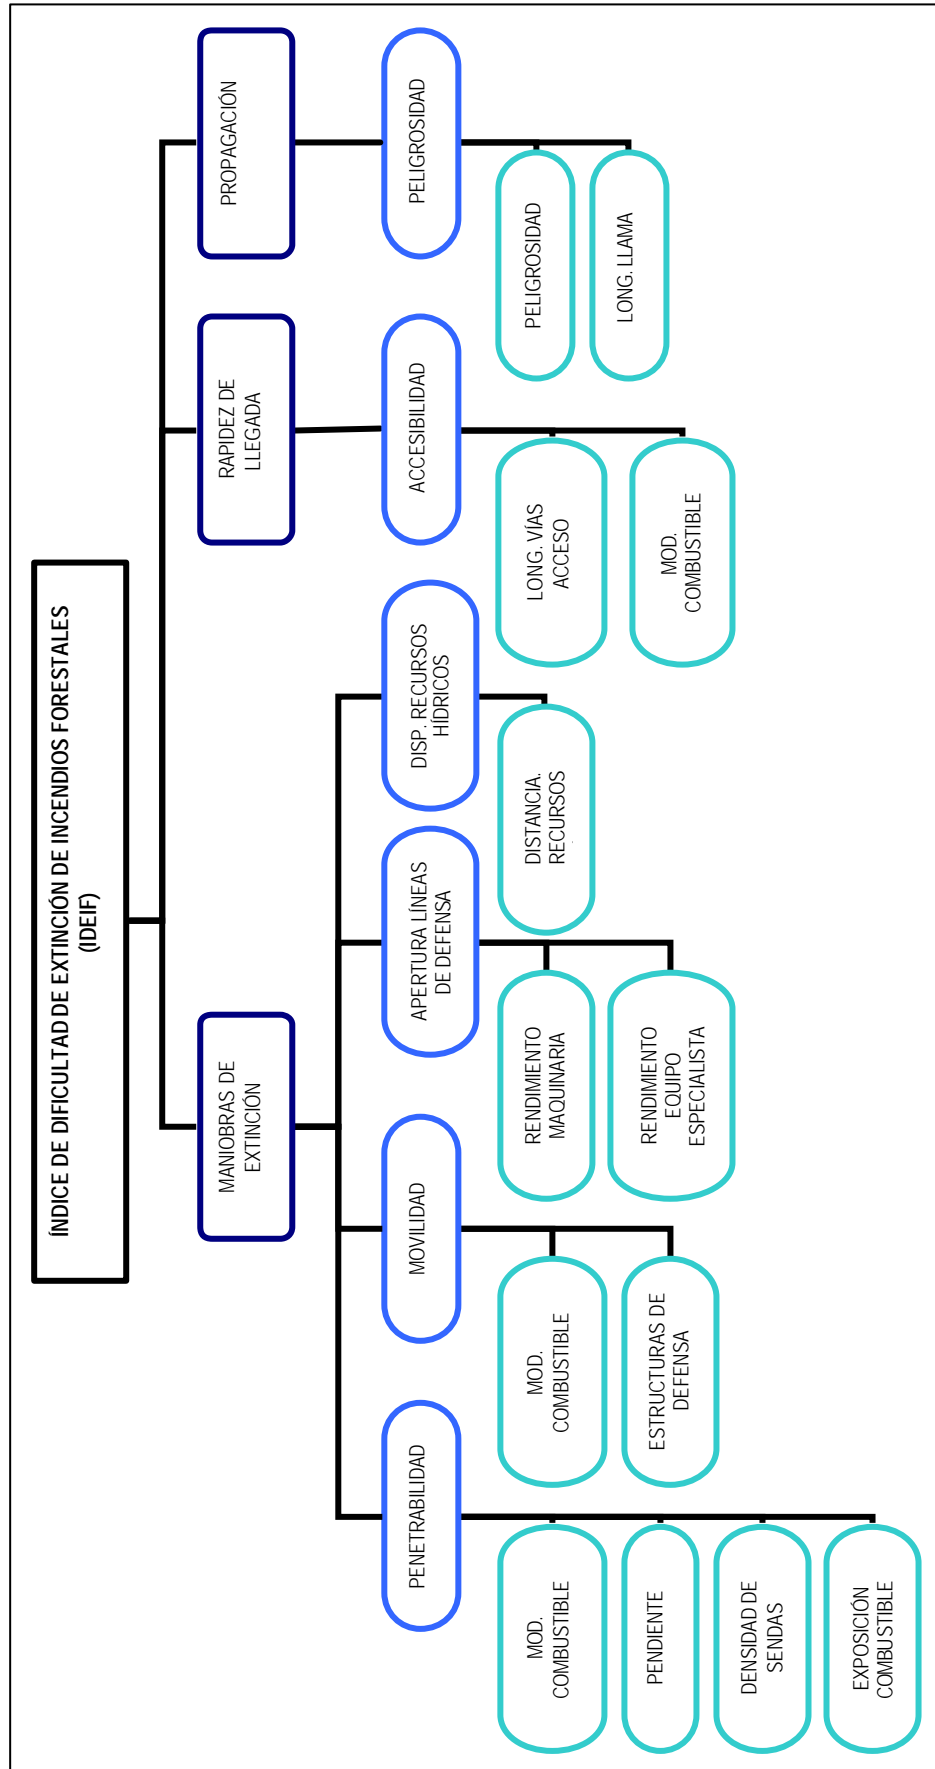 ÍNDICE DE DIFICULTAD DE EXTINCIÓN DE INCENDIOS FORESTALES
(IDEIF)
MANIOBRAS DE
EXTINCIÓN
RAPIDEZ DE
LLEGADA
PROPAGACIÓN
PENETRABILIDAD
MOVILIDAD
APERTURA LÍNEAS
DE DEFENSA
DISP. RECURSOS
HÍDRICOS
ACCESIBILIDAD
PELIGROSIDAD
MOD.
COMBUSTIBLE
PENDIENTE
DENSIDAD DE
SENDAS
EXPOSICIÓN
COMBUSTIBLE
MOD.
COMBUSTIBLE
ESTRUCTURAS DE
DEFENSA
RENDIMIENTO
MAQUINARIA
RENDIMIENTO
EQUIPO
ESPECIALISTA
DISTANCIA.
RECURSOS
LONG. VÍAS
ACCESO
MOD.
COMBUSTIBLE
PELIGROSIDAD
LONG. LLAMA